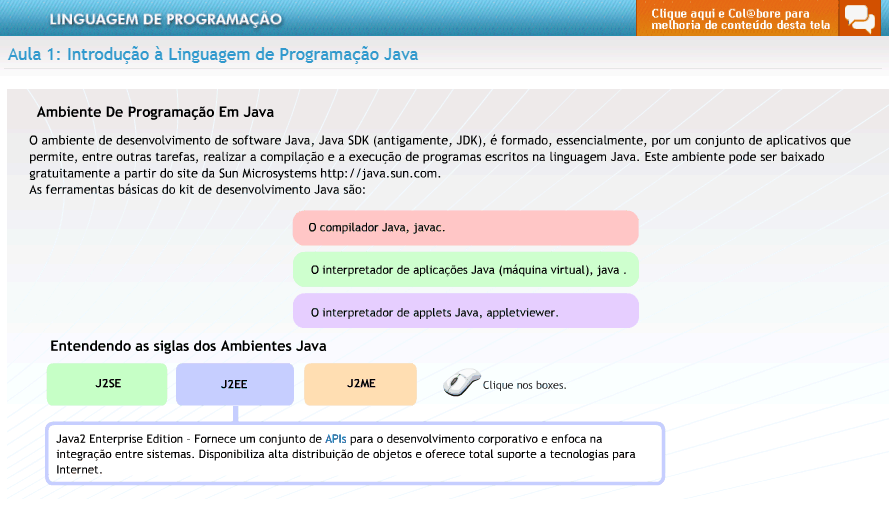 LINGUAGEM DE PROGRAMAÇÃO
Clique aqui e Col@bore para
melhoria de conteúdo desta tela
Aula 1: Introdução à Linguagem de Programação Java
Ambiente De Programação Em Java
O ambiente de desenvolvimento de software Java, Java SDK (antigamente, JDK), é formado, essencialmente, por um conjunto de aplicativos que
permite, entre outras tarefas, realizar a compilação e a execução de programas escritos na linguagem Java. Este ambiente pode ser baixado
gratuitamente a partir do site da Sun Microsystems http://java.sun.com.
As ferramentas básicas do kit de desenvolvimento Java são:
O compilador Java, javac.
O interpretador de aplicações Java (máquina virtual), java .
O interpretador de applets Java, appletviewer.
Entendendo as siglas dos Ambientes Java
J2SE
J2EE
J2ME
Clique nos boxes.
Java2 Enterprise Edition – Fornece um conjunto de APIs para o desenvolvimento corporativo e enfoca na
integração entre sistemas. Disponibiliza alta distribuição de objetos e oferece total suporte a tecnologias para
Internet.